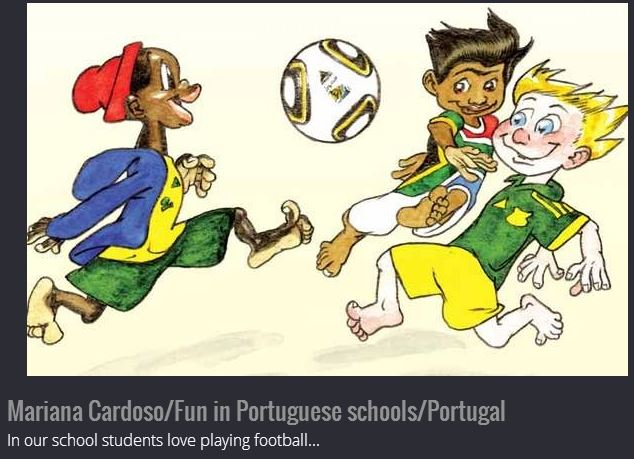 Mariana Cardoso/Fun in Portuguese schools/Portugal
In our school students love playing football...